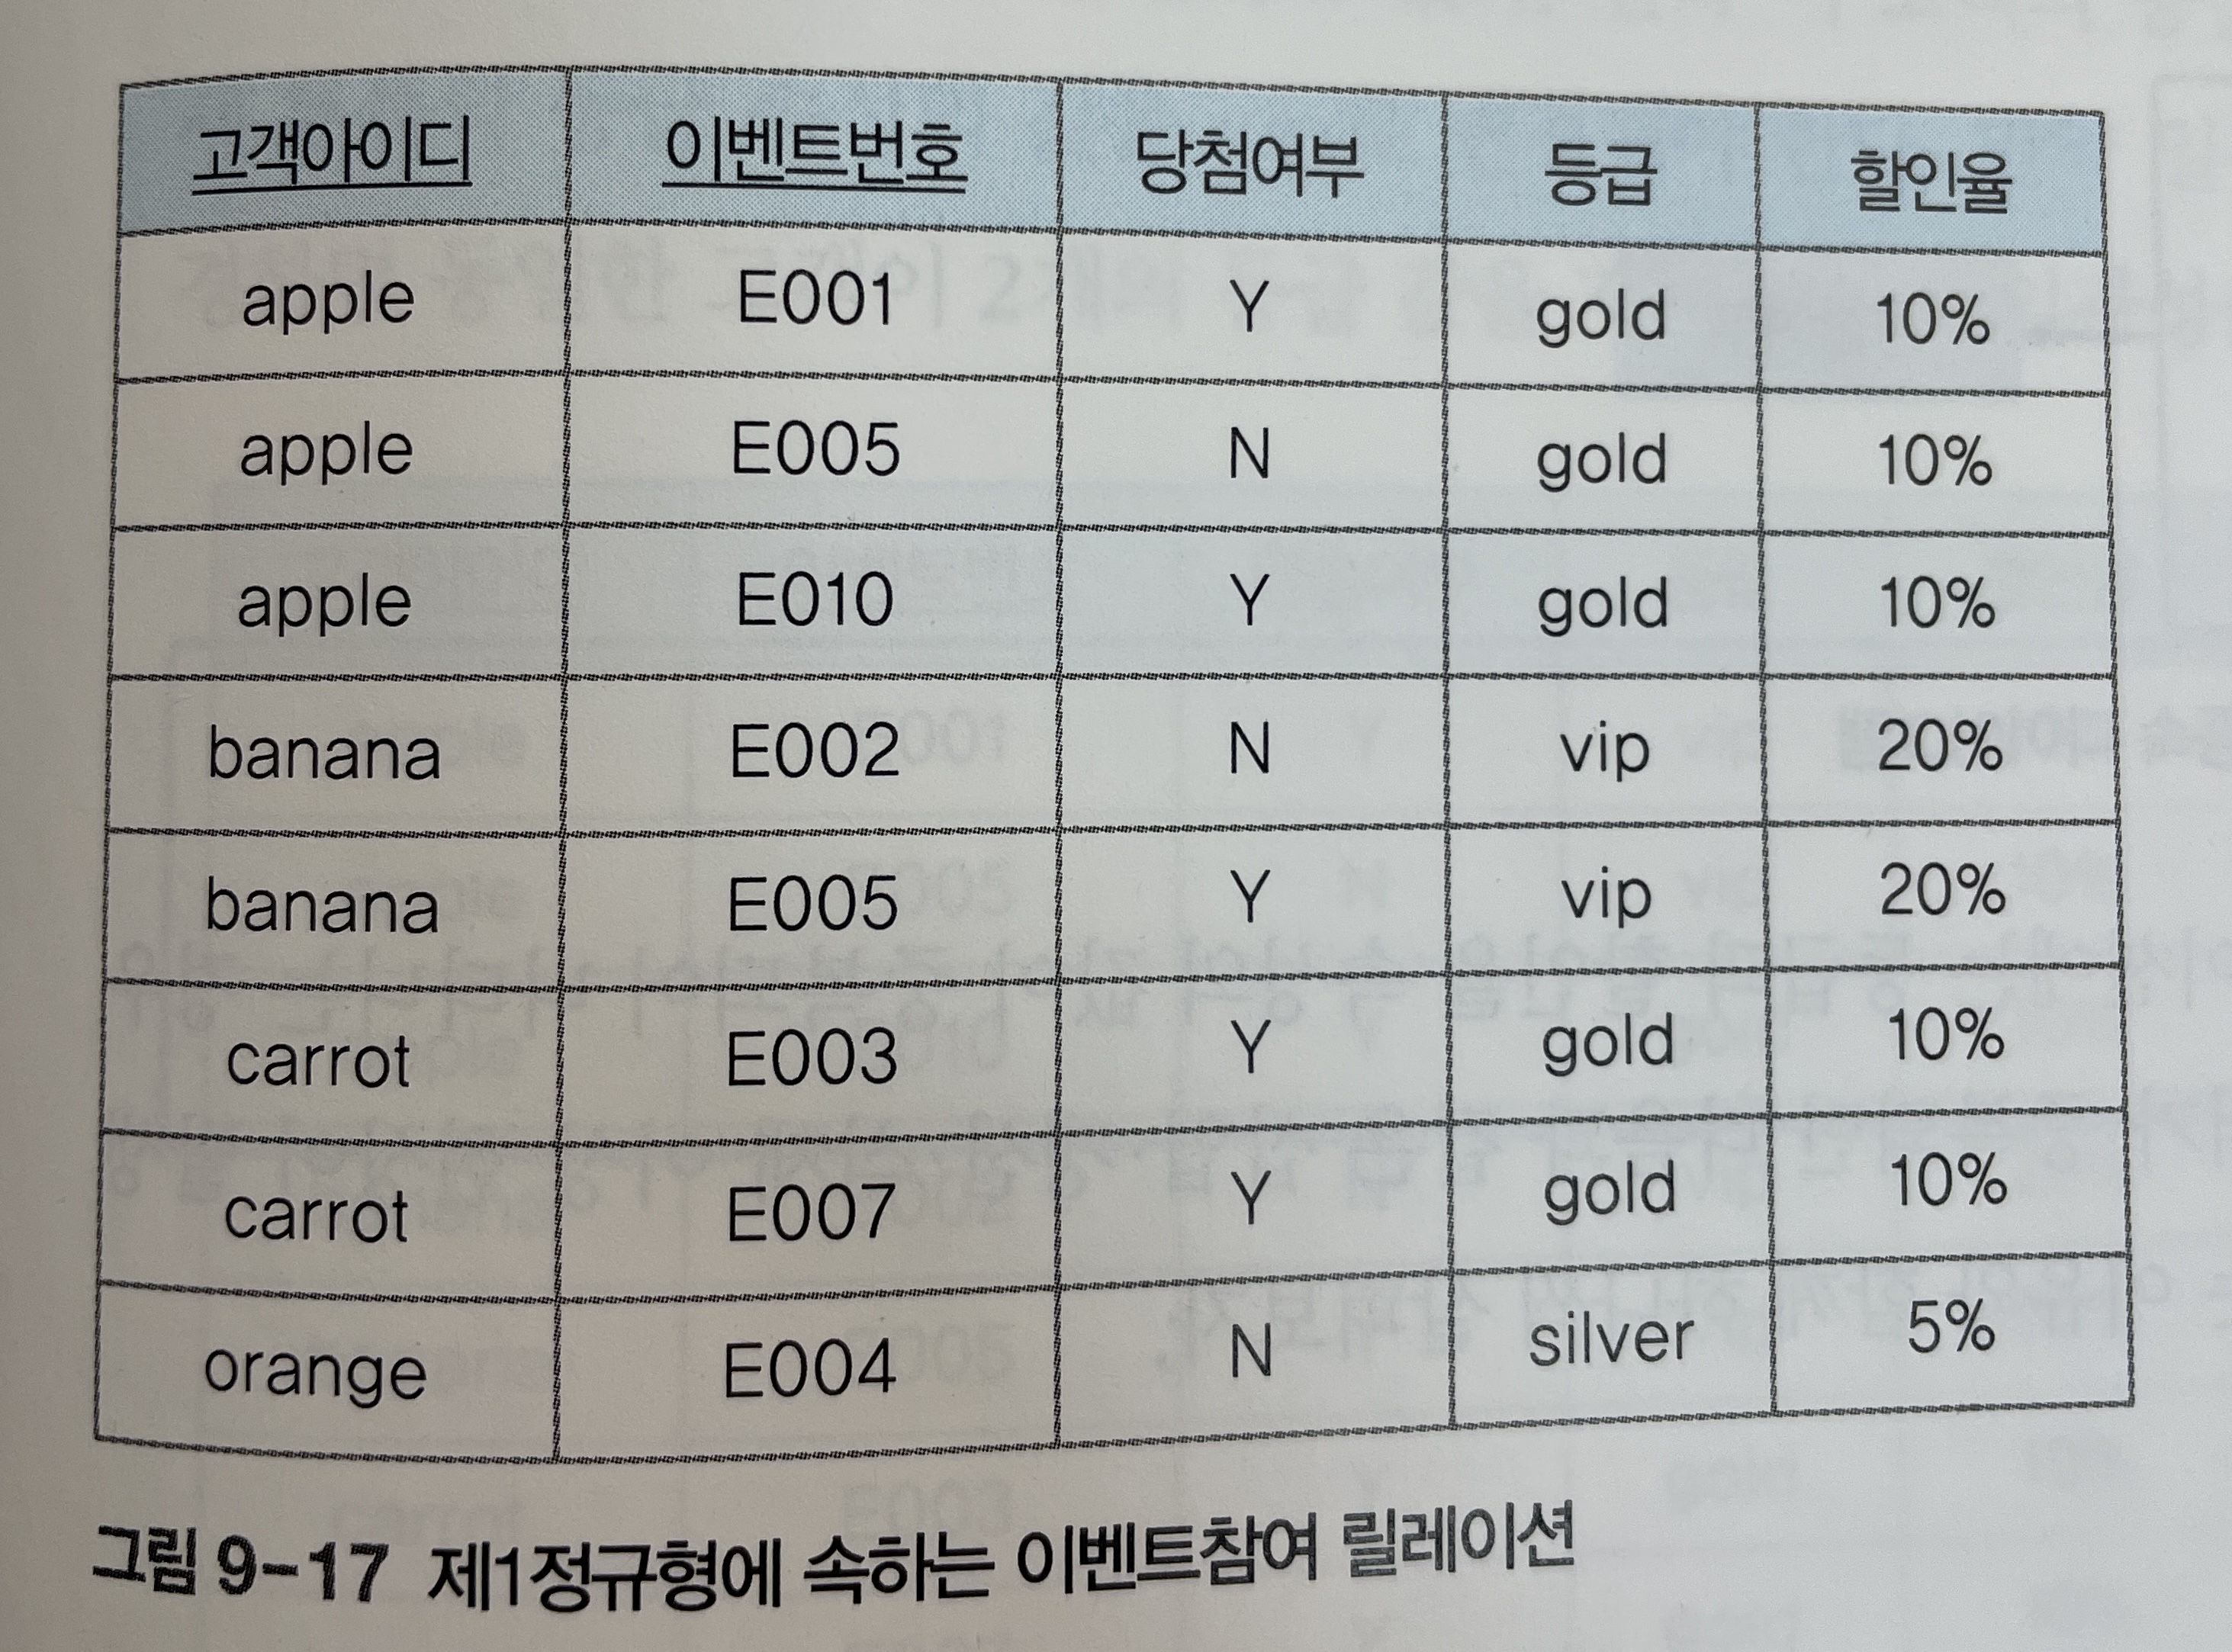 고객아이디 이벤트번호 당첨여부 등급 할인율
apple E001 Y gold 10%
apple E005 N gold 10%
apple E010 Y gold 10%
banana E002 N vip 20%
banana E005 Y vip 20%
carrot E003 Y gold 10%
carrot E007 Y gold 10%
orange E004 N silver 5%
그림 9-17 제1정규형에 속하는 이벤트참여 릴레이션